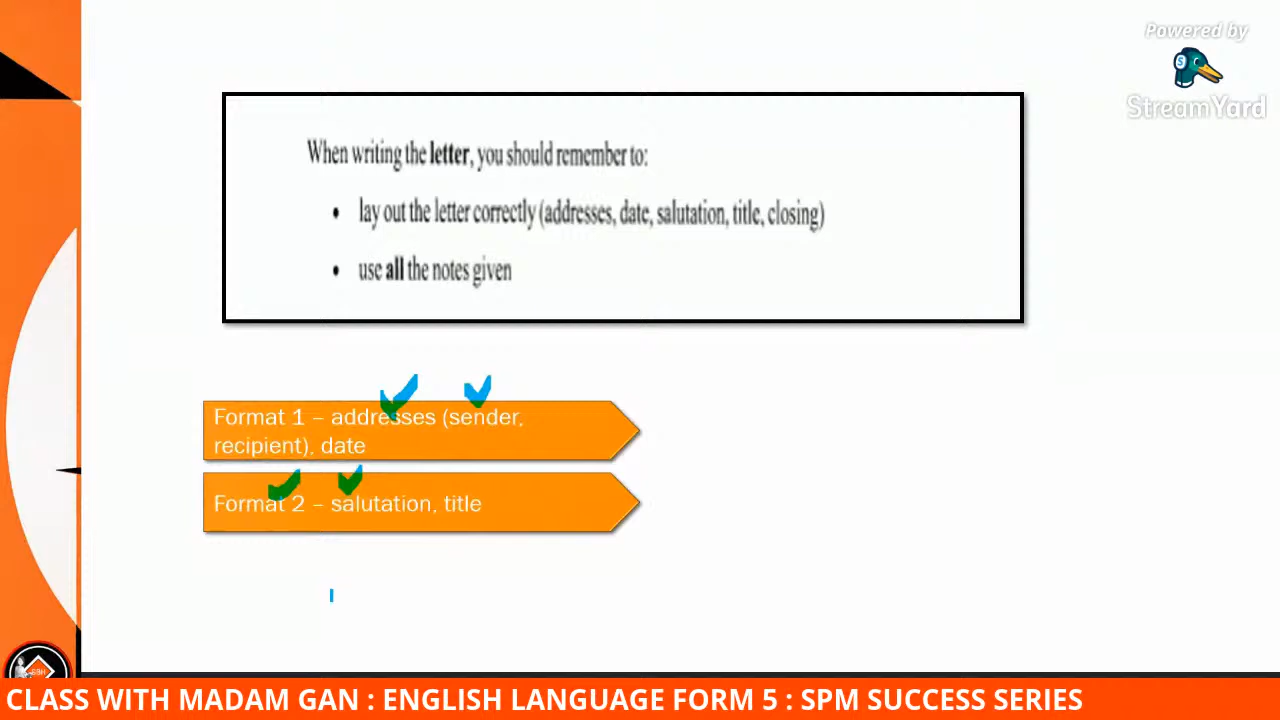 Powered by
StreamYard
When writing the letter, you should remember to:
• lay out the letter correctly (addresses, date, salutation, title, closing)
• use all the notes given
Format 1 – addresses (sender,
recipient), date
Format 2 – salutation, title
CLASS WITH MADAM GAN : ENGLISH LANGUAGE FORM 5 : SPM SUCCESS SERIES